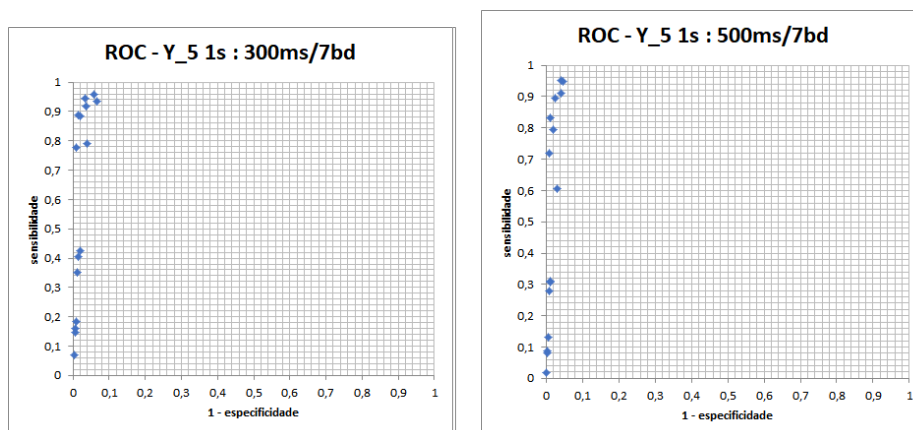 ROC - Y_5 1s : 300ms/7bd
1
0,9
0,8
0,7
0,6
0,5
0,4
0,3
0,2
0,1
0
sensibilidade
0 0,1 0,2 0,3 0,4 0,5 0,6 0,7 0,8 0,9 1
1 - especificidade
ROC - Y_5 1s : 500ms/7bd
1
0,9
0,8
0,7
0,6
0,5
0,4
0,3
0,2
0,1
0
sensibilidade
0 0,1 0,2 0,3 0,4 0,5 0,6 0,7 0,8 0,9 1
1 - especificidade